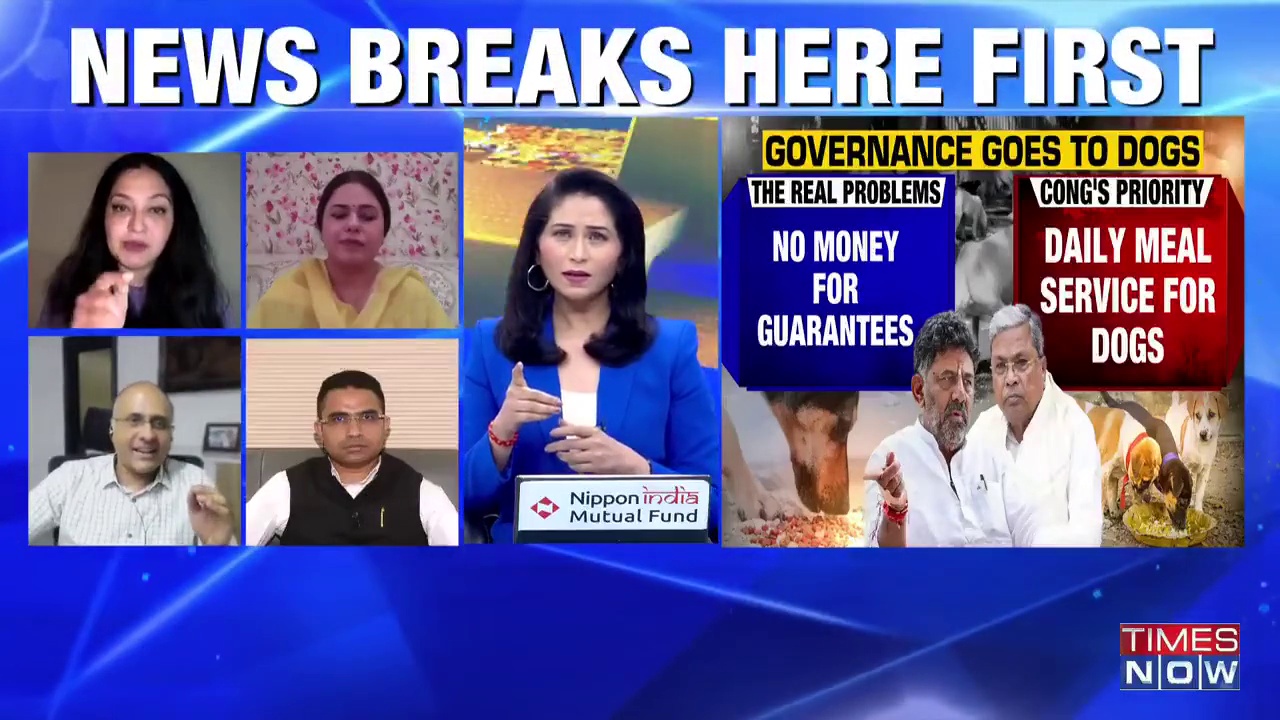 NEWS BREAKS HERE FIRST
GOVERNANCE GOES TO DOGS
THE REAL PROBLEMS
NO MONEY
FOR
GUARANTEES
CONG'S PRIORITY
DAILY MEAL
SERVICE FOR
DOGS
Nippon india
Mutual Fund
TIMES
NOW